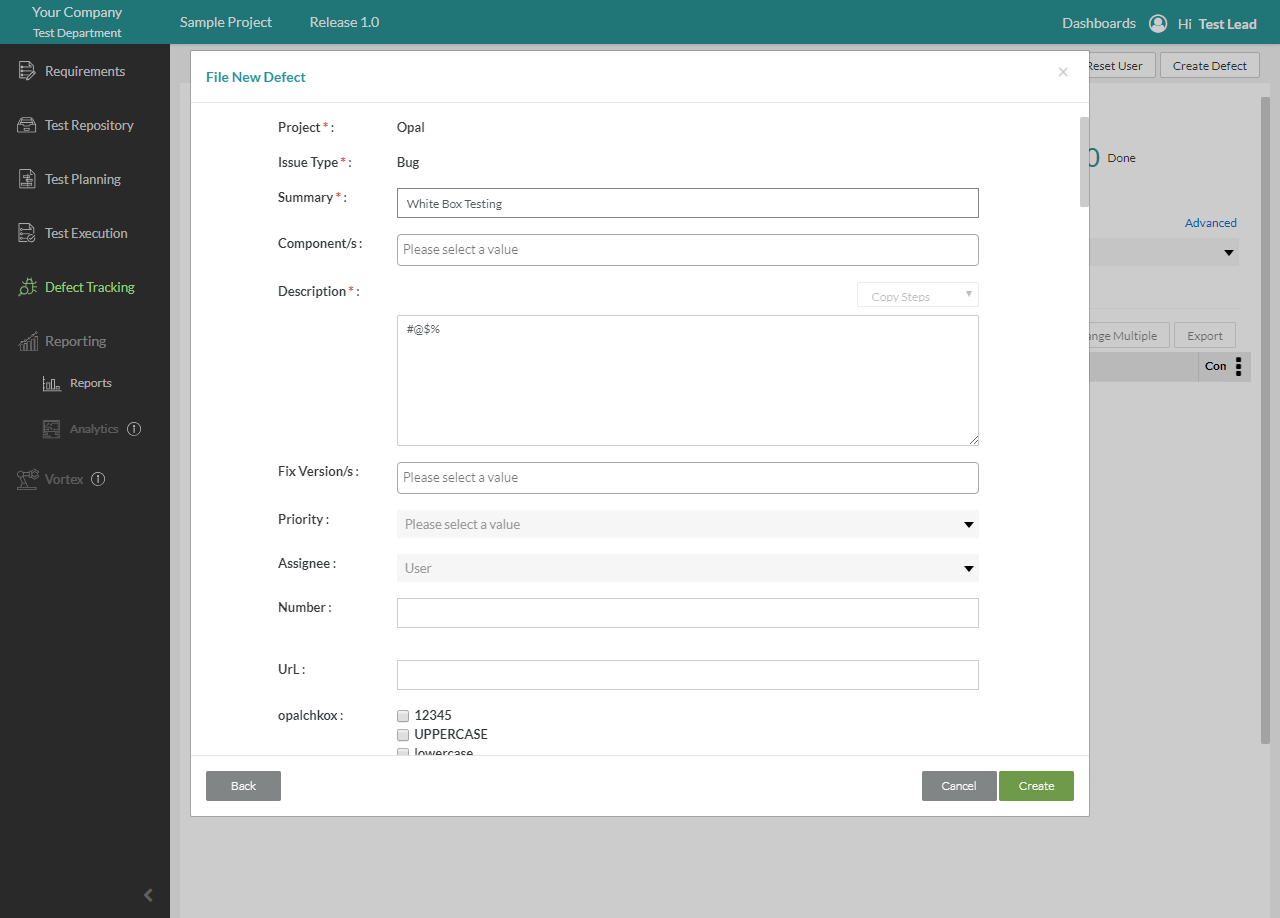 Your Company
Test Department
Sample Project
Release 1.0
Dashboards
Hi Test Lead
Requirements
Test Repository
Test Planning
Test Execution
Defect Tracking
Reporting
Reports
Analytics
Vortex
Reset User
Create Defect
0 Done
Advanced
ange Multiple
Export
Com
File New Defect
×
Project * :
Opal
Issue Type * :
Bug
Summary * :
White Box Testing
Component/s :
Please select a value
Description * :
Copy Steps
#@$%
Fix Version/s :
Please select a value
Priority :
Please select a value
Assignee :
User
Number :
UrL :
opalchkox :
12345
UPPERCASE
lowercase
Back
Cancel
Create